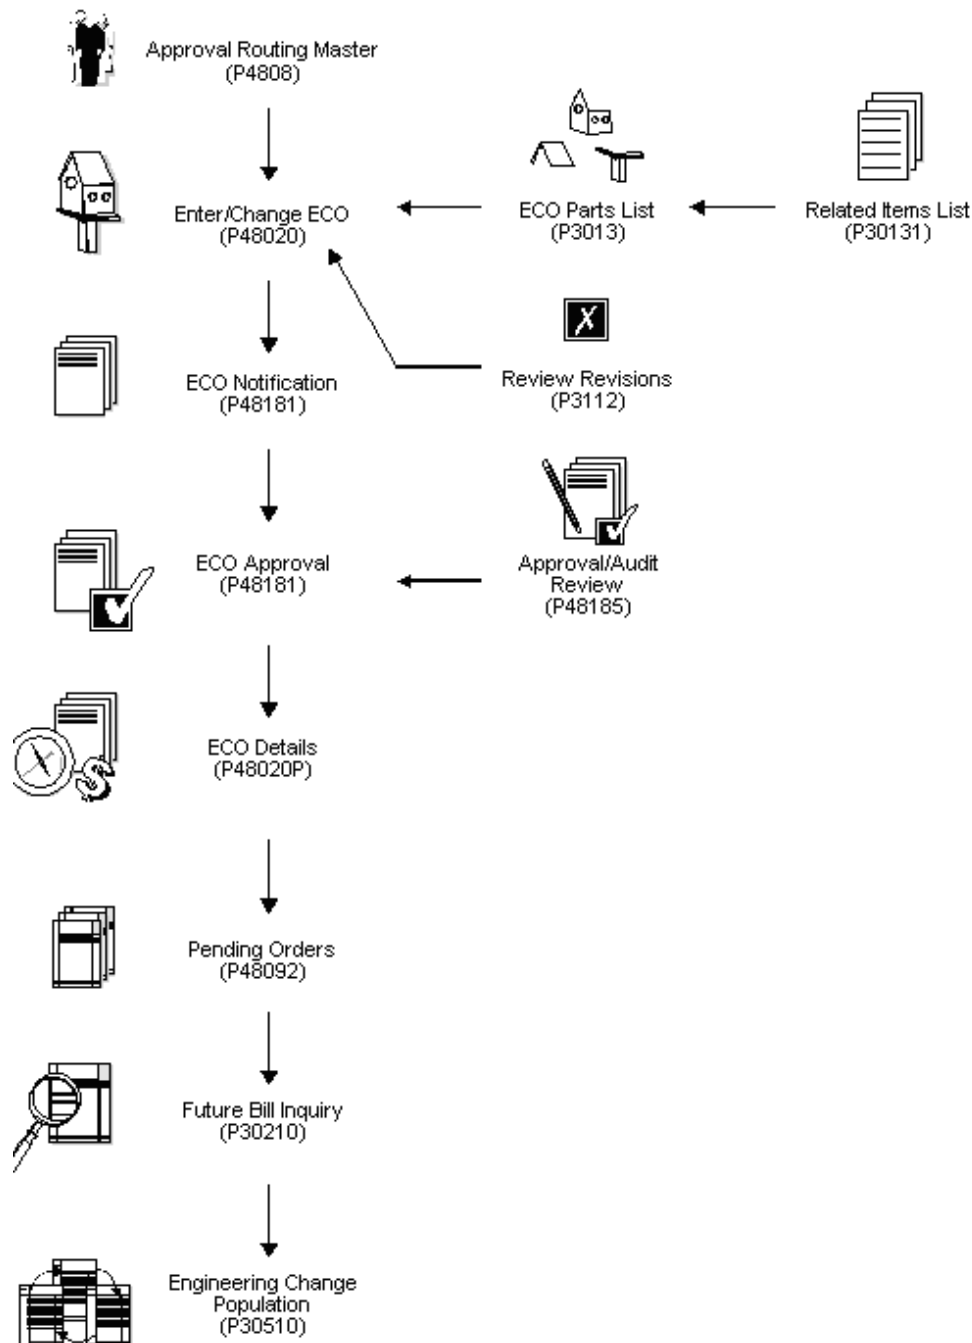 Approval Routing Master
(P4808)
Enter/Change ECO
(P48020)
ECO Parts List
(P3013)
Related Items List
(P30131)
ECO Notification
(P48181)
Review Revisions
(P3112)
ECO Approval
(P48181)
Approval/Audit
Review
(P48185)
ECO Details
(P48020P)
Pending Orders
(P48092)
Future Bill Inquiry
(P30210)
Engineering Change
Population
(P30510)